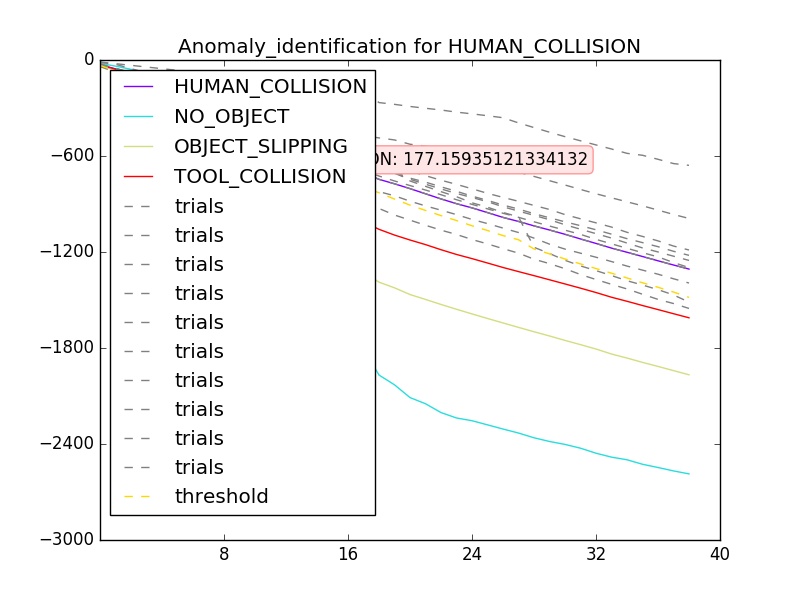 Anomaly_identification for HUMAN_COLLISION
0
−600
−1200
−1800
−2400
−3000
HUMAN_COLLISION
NO_OBJECT
OBJECT_SLIPPING
TOOL_COLLISION
trials
trials
trials
trials
trials
trials
trials
trials
trials
trials
threshold
ON: 177.15935121334132
8
16
24
32
40